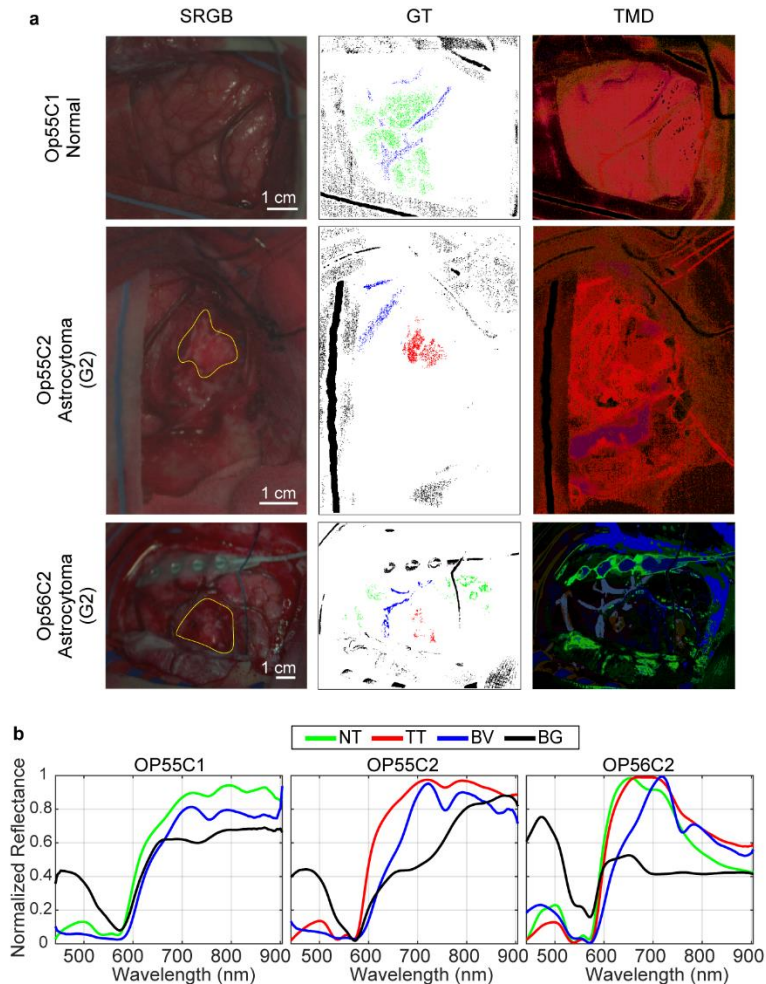 a
SRGB GT TMD
Op55C1
Normal
1 cm
Op55C2
Astrocytoma
(G2)
1 cm
Op56C2
Astrocytoma
(G2)
1 cm
b
NT TT BV BG
OP55C1 OP55C2 OP56C2
Normalized Reflectance
1
0.8
0.6
0.4
0.2
0
500 600 700 800 900 500 600 700 800 900 500 600 700 800 900
Wavelength (nm) Wavelength (nm) Wavelength (nm)